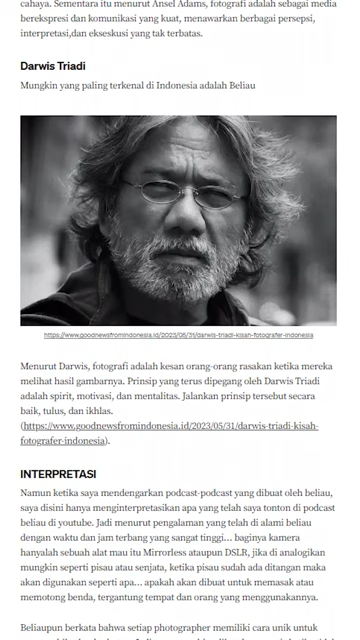 cahaya. Sementara itu menurut Ansel Adams, fotografi adalah sebagai media
berekspresi dan komunikasi yang kuat, menawarkan berbagai persepsi,
interpretasi,dan ekseskusi yang tak terbatas.
Darwis Triadi
Mungkin yang paling terkenal di Indonesia adalah Beliau
https://www.goodnewsfromindonesia.id/2023/05/31/darwis-triadi-kisah-fotografer-indonesia
Menurut Darwis, fotografi adalah kesan orang-orang rasakan ketika mereka
melihat hasil gambarnya. Prinsip yang terus dipegang oleh Darwis Triadi
adalah spirit, motivasi, dan mentalitas. Jalankan prinsip tersebut secara
baik, tulus, dan ikhlas.
(https://www.goodnewsfromindonesia.id/2023/05/31/darwis-triadi-kisah-
fotografer-indonesia).
INTERPRETASI
Namun ketika saya mendengarkan podcast-podcast yang dibuat oleh beliau,
saya disini hanya menginterpretasikan apa yang telah saya tonton di podcast
beliau di youtube. Jadi menurut pengalaman yang telah di alami beliau
dengan waktu dan jam terbang yang sangat tinggi... baginya kamera
hanyalah sebuah alat mau itu Mirrorless ataupun DSLR, jika di analogikan
mungkin seperti pisau atau senjata, ketika pisau sudah ada ditangan maka
akan digunakan seperti apa... apakah akan dibuat untuk memasak atau
memotong benda, tergantung tempat dan orang yang menggunakannya.
Beliaupun berkata bahwa setiap photographer memiliki cara unik untuk